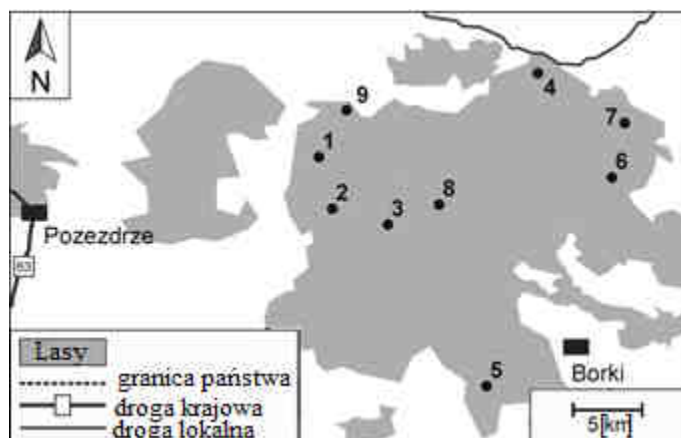 N
4
9
7
1
6
2
8
3
Pozezdrze
63
Lasy
5
granica państwa
Borki
droga krajowa
5 [km]
droga lokalna